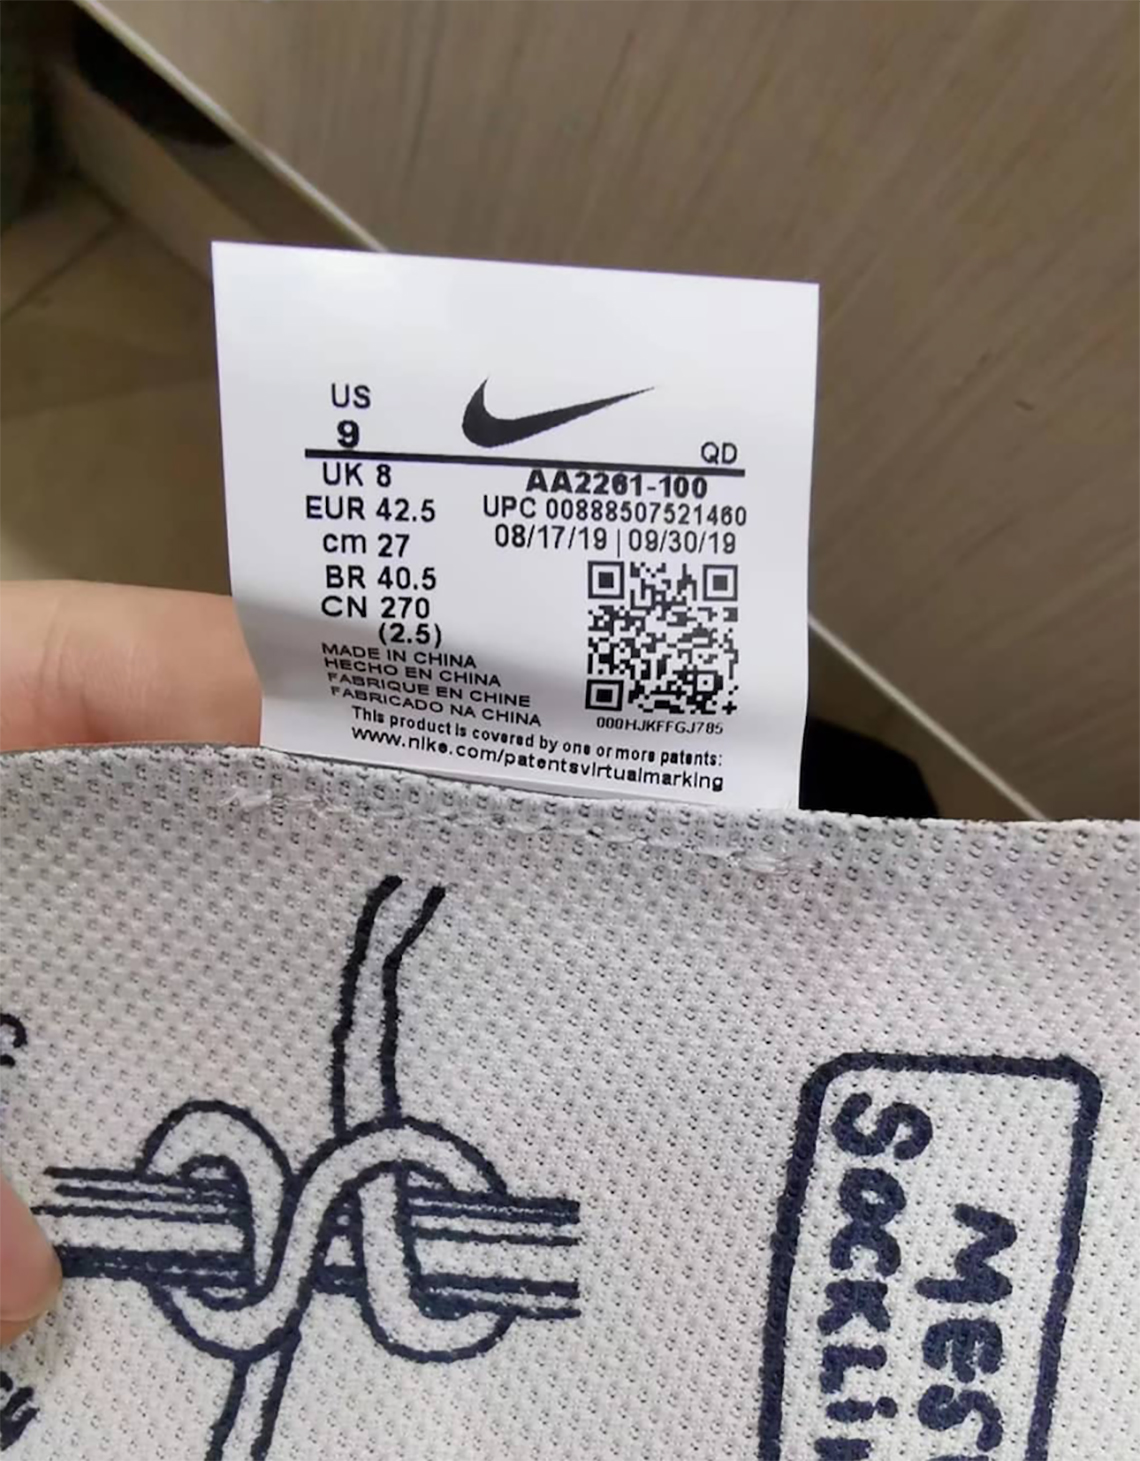 US
9
QD
UK 8
EUR 42.5
cm 27
BR 40.5
CN 270
(2.5)
AA2261-100
UPC 00888507521460
08/17/19 | 09/30/19
MADE IN CHINA
HECHO EN CHINA
FABRIQUE EN CHINE
FABRICADO NA CHINA
000HJKFFGJ785
This product is covered by one or more patents:
www.nike.com/patentsvirtualmarking
MES
SOCKLi